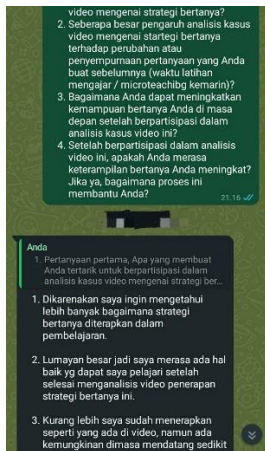 video mengenai strategi bertanya?
2. Seberapa besar pengaruh analisis kasus
video mengenai startegi bertanya
terhadap perubahan atau
penyempurnaan pertanyaan yang Anda
buat sebelumnya (waktu latihan
mengajar / microteachibg kemarin)?
3. Bagaimana Anda dapat meningkatkan
kemampuan bertanya Anda di masa
depan setelah berpartisipasi dalam
analisis kasus video ini?
4. Setelah berpartisipasi dalam analisis
video ini, apakah Anda merasa
keterampilan bertanya Anda meningkat?
Jika ya, bagaimana proses ini
membantu Anda?
21.16
Anda
1. Pertanyaan pertama, Apa yang membuat
Anda tertarik untuk berpartisipasi dalam
analisis kasus video mengenai strategi ber...
1. Dikarenakan saya ingin mengetahui
lebih banyak bagaimana strategi
bertanya diterapkan dalam
pembelajaran.
2. Lumayan besar jadi saya merasa ada hal
baik yg dapat saya pelajari setelah
selesai menganalisis video penerapan
strategi bertanya ini.
3. Kurang lebih saya sudah menerapkan
seperti yang ada di video, namun ada
kemungkinan dimasa mendatang sedikit